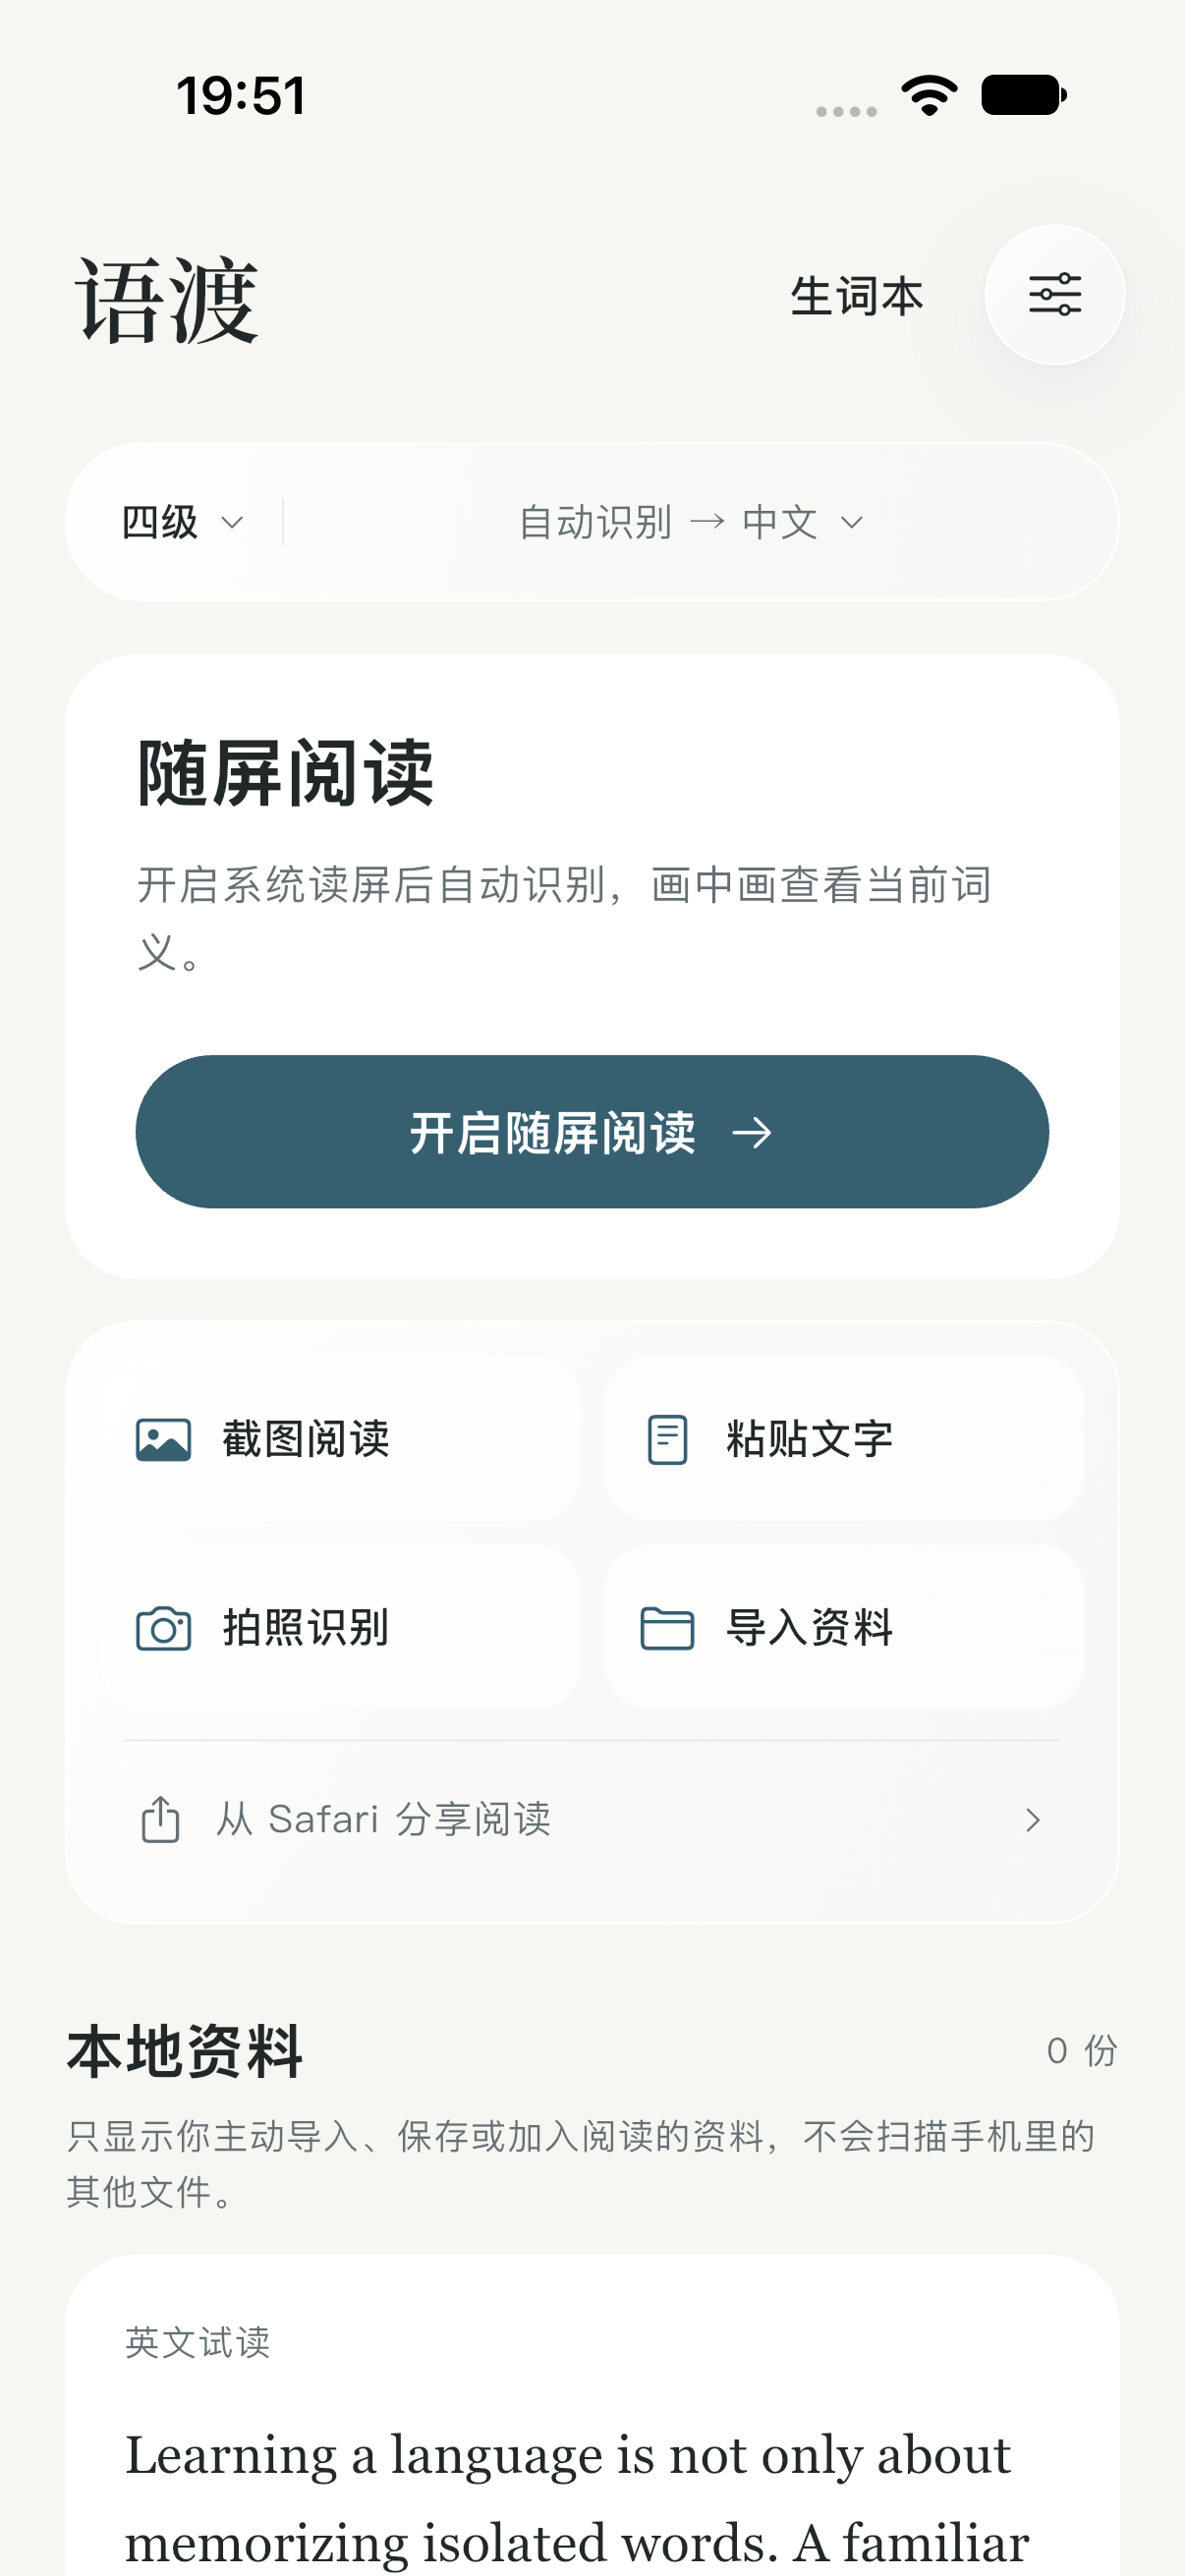 19:51
语渡
生词本
四级
自动识别 → 中文
随屏阅读
开启系统读屏后自动识别，画中画查看当前词
义。
开启随屏阅读 →
截图阅读
粘贴文字
拍照识别
导入资料
从 Safari 分享阅读
本地资料
0 份
只显示你主动导入、保存或加入阅读的资料，不会扫描手机里的
其他文件。
英文试读
Learning a language is not only about
memorizing isolated words. A familiar